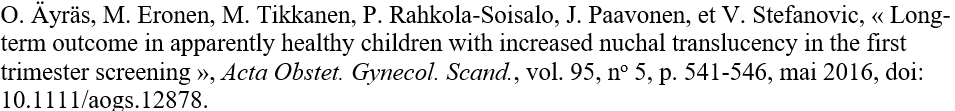 O. Äyräs, M. Eronen, M. Tikkanen, P. Rahkola-Soisalo, J. Paavonen, et V. Stefanovic, « Long-
term outcome in apparently healthy children with increased nuchal translucency in the first
trimester screening », Acta Obstet. Gynecol. Scand., vol. 95, nᵒ 5, p. 541-546, mai 2016, doi:
10.1111/aogs.12878.